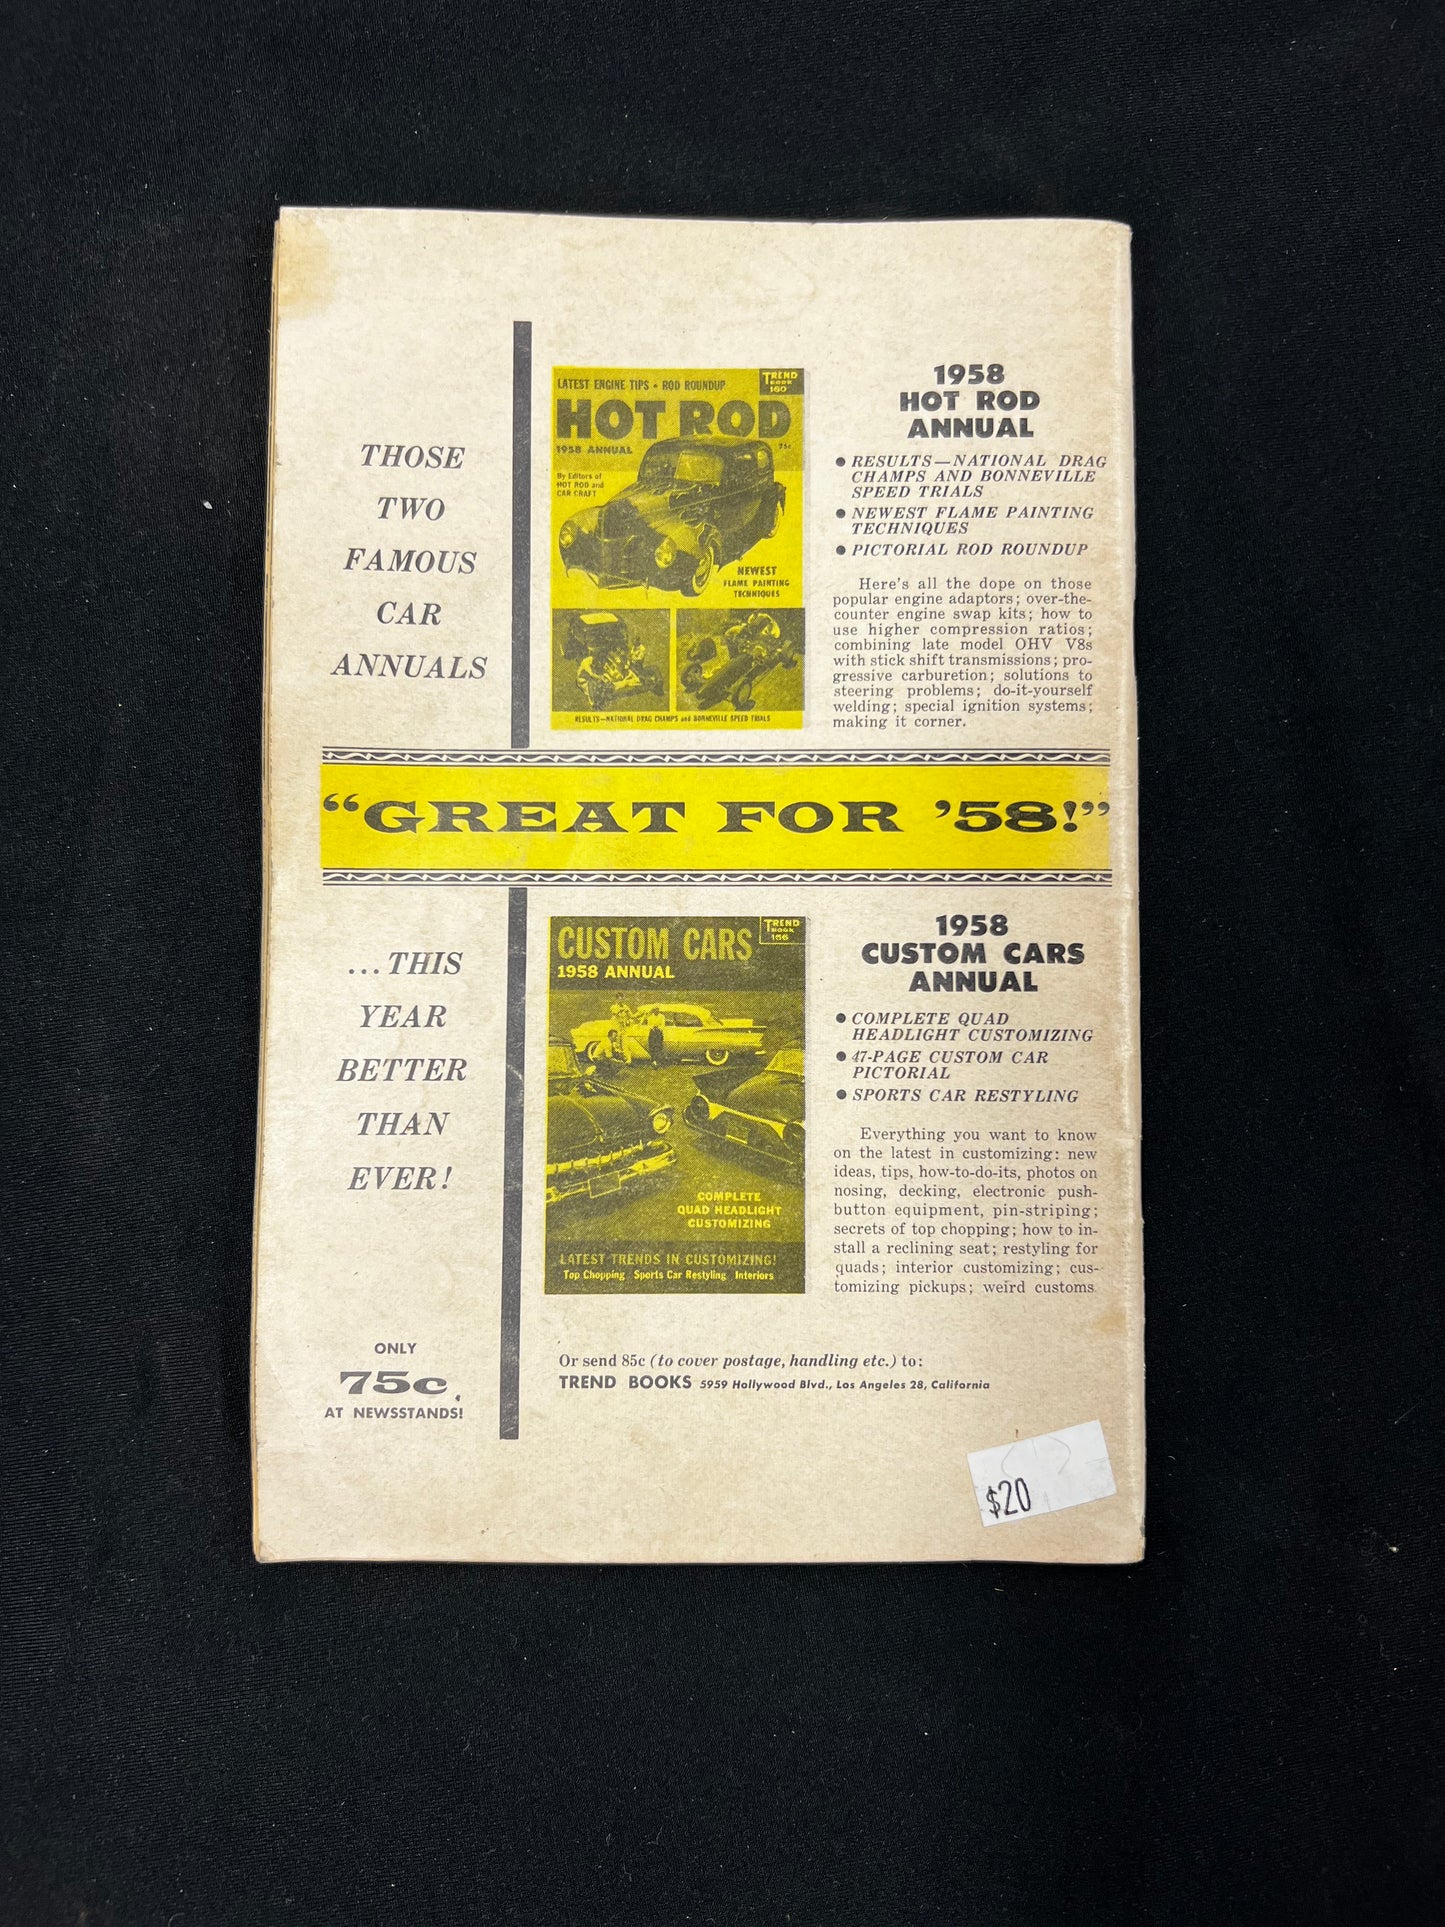 THOSE
TWO
FAMOUS
CAR
ANNUALS
LATEST ENGINE TIPS • ROD ROUNDUP
TREND
BOOK
160
HOT ROD
1958 ANNUAL
75c
By Editors of
HOT ROD and
CAR CRAFT
NEWEST
FLAME PAINTING
TECHNIQUES
RESULTS—NATIONAL DRAG CHAMPS and BONNEVILLE SPEED TRIALS
1958
HOT ROD
ANNUAL
● RESULTS—NATIONAL DRAG
CHAMPS AND BONNEVILLE
SPEED TRIALS
● NEWEST FLAME PAINTING
TECHNIQUES
● PICTORIAL ROD ROUNDUP
Here's all the dope on those
popular engine adaptors; over-the-
counter engine swap kits; how to
use higher compression ratios;
combining late model OHV V8s
with stick shift transmissions; pro-
gressive carburetion; solutions to
steering problems; do-it-yourself
welding; special ignition systems;
making it corner.
“GREAT FOR ’58!”
...THIS
YEAR
BETTER
THAN
EVER!
CUSTOM CARS
1958 ANNUAL
TREND
BOOK
166
COMPLETE
QUAD HEADLIGHT
CUSTOMIZING
LATEST TRENDS IN CUSTOMIZING!
Top Chopping Sports Car Restyling Interiors
1958
CUSTOM CARS
ANNUAL
● COMPLETE QUAD
HEADLIGHT CUSTOMIZING
● 47-PAGE CUSTOM CAR
PICTORIAL
● SPORTS CAR RESTYLING
Everything you want to know
on the latest in customizing: new
ideas, tips, how-to-do-its, photos on
nosing, decking, electronic push-
button equipment, pin-striping;
secrets of top chopping; how to in-
stall a reclining seat; restyling for
quads; interior customizing; cus-
tomizing pickups; weird customs
ONLY
75c
AT NEWSSTANDS!
Or send 85c (to cover postage, handling etc.) to:
TREND BOOKS 5959 Hollywood Blvd., Los Angeles 28, California
$20